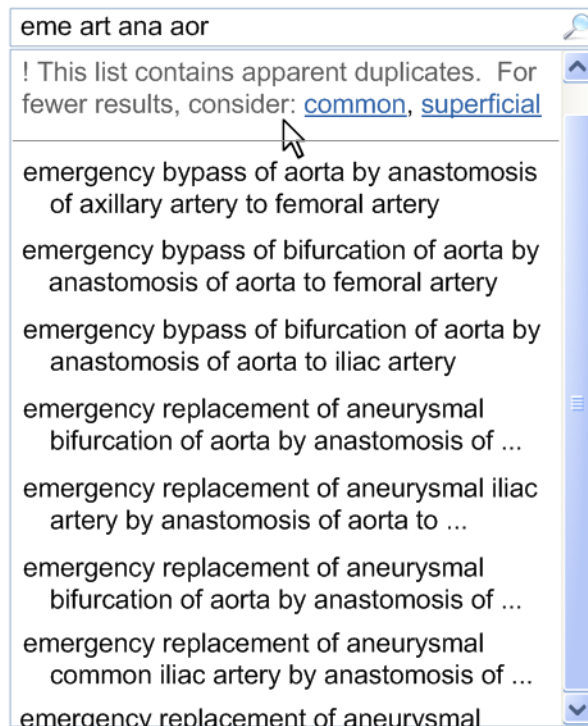 eme art ana aor
! This list contains apparent duplicates. For
fewer results, consider: common, superficial
emergency bypass of aorta by anastomosis
of axillary artery to femoral artery
emergency bypass of bifurcation of aorta by
anastomosis of aorta to femoral artery
emergency bypass of bifurcation of aorta by
anastomosis of aorta to iliac artery
emergency replacement of aneurysmal
bifurcation of aorta by anastomosis of ...
emergency replacement of aneurysmal iliac
artery by anastomosis of aorta to ...
emergency replacement of aneurysmal
bifurcation of aorta by anastomosis of ...
emergency replacement of aneurysmal
common iliac artery by anastomosis of ...
emergency replacement of aneurysmal